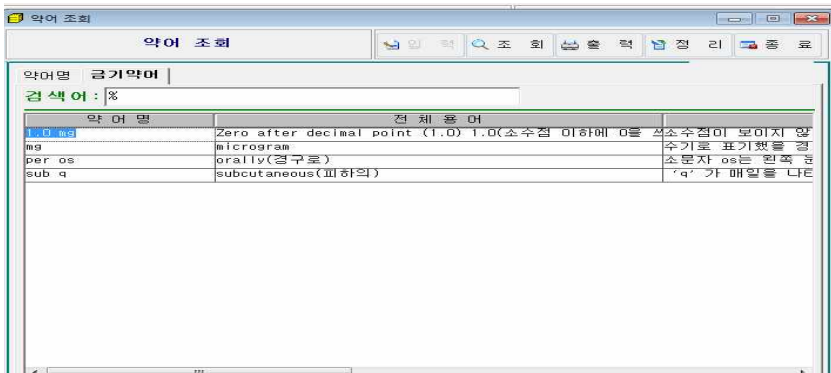 약어 조회
약어 조회 입 력 조 회 출 력 정 리 종 료
약어명 금기약어
검 색 어 : %
약 어 명 전 체 용 어
1.0 mg Zero after decimal point (1.0) 1.0(소수점 이하에 0을 소수점이 보이지 않
mg microgram 수기로 표기했을 경
per os orally(경구로) 소문자 os는 왼쪽
sub q subcutaneous(피하의) 'q' 가 매일을